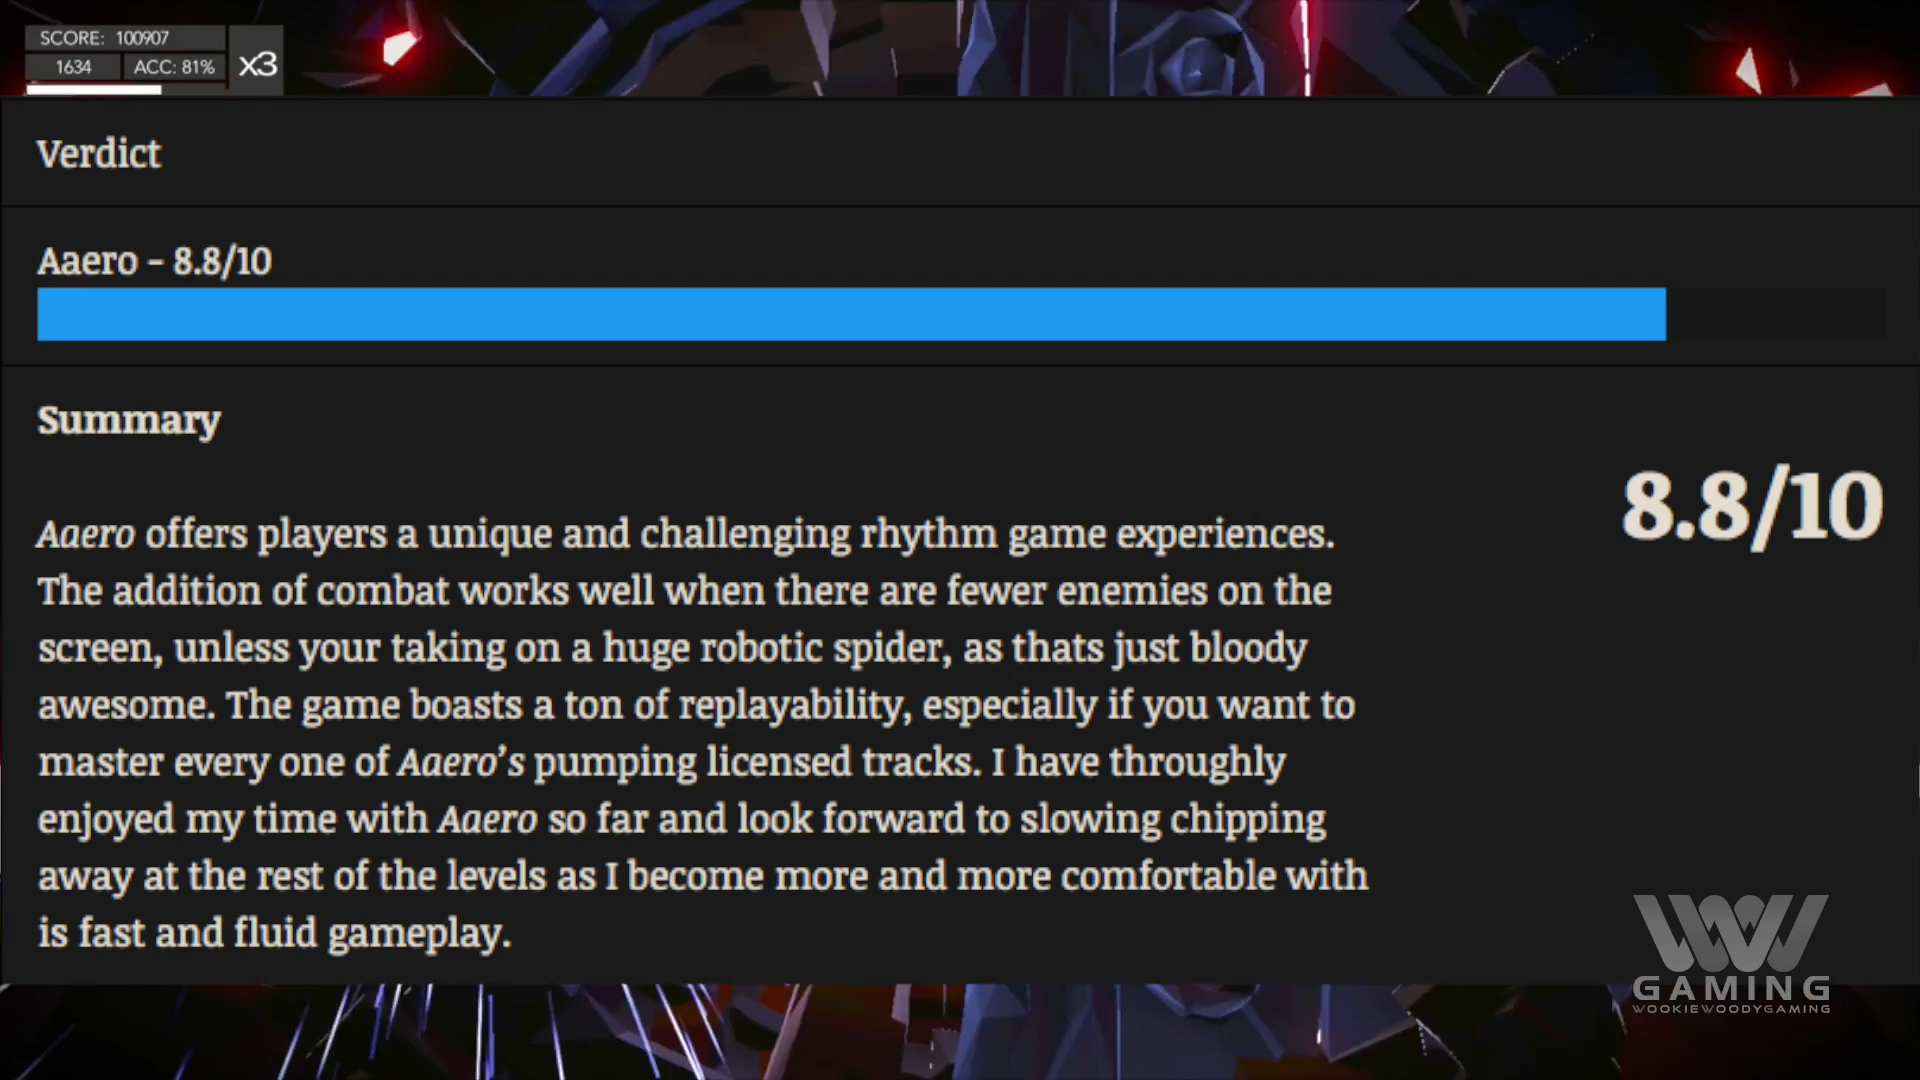 SCORE: 100907
1634 ACC: 81% x3
Verdict
Aaero - 8.8/10
Summary
8.8/10
Aaero offers players a unique and challenging rhythm game experiences.
The addition of combat works well when there are fewer enemies on the
screen, unless your taking on a huge robotic spider, as thats just bloody
awesome. The game boasts a ton of replayability, especially if you want to
master every one of Aaero’s pumping licensed tracks. I have throughly
enjoyed my time with Aaero so far and look forward to slowing chipping
away at the rest of the levels as I become more and more comfortable with
is fast and fluid gameplay.
WW
GAMING
WOOKIEWOODYGAMING